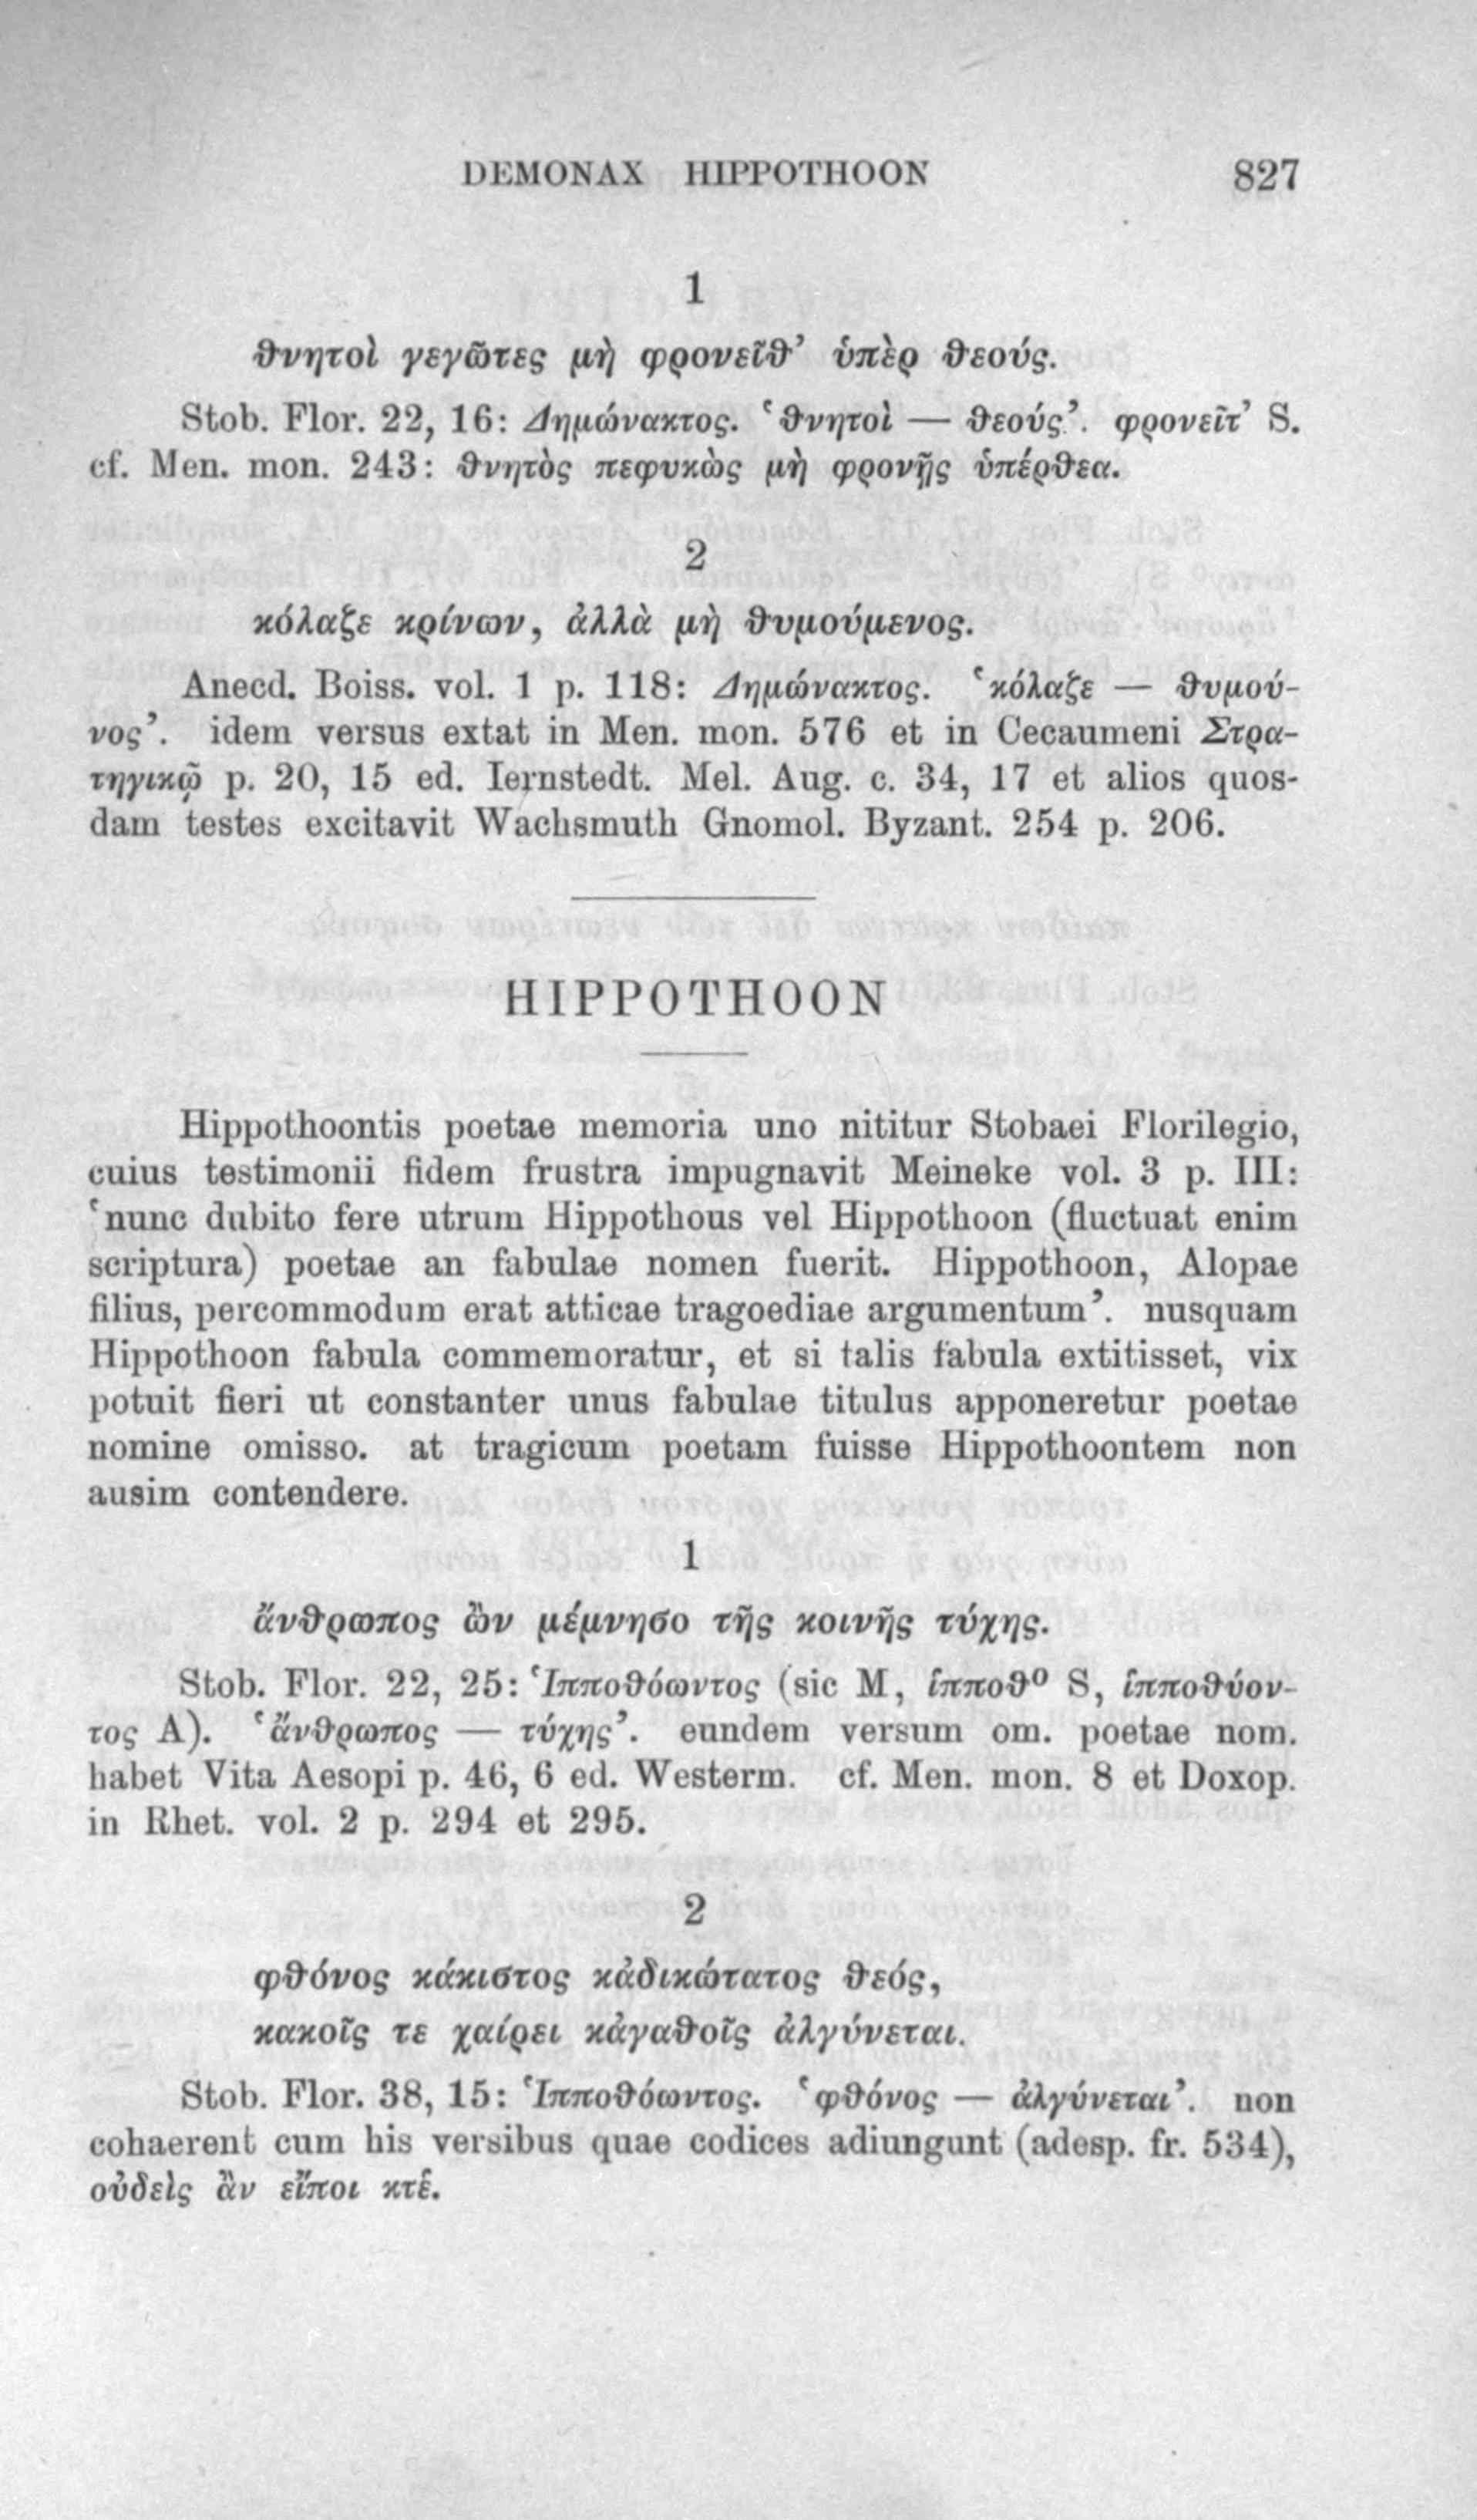 DEMONAX HIPPOTHOON 827
1
θνητοὶ γεγῶτες μὴ φρονεῖθ’ ὑπὲρ θεούς.
Stob. Flor. 22, 16: Δημώνακτος. ‘θνητοὶ — θεούς’. φρονεῖτ’ S.
cf. Men. mon. 243: θνητὸς πεφυκὼς μὴ φρονῇς ὑπέρθεα.
2
κόλαζε κρίνων, ἀλλὰ μὴ θυμούμενος.
Anecd. Boiss. vol. 1 p. 118: Δημώνακτος. ‘κόλαζε — θυμού-
νος’. idem versus extat in Men. mon. 576 et in Cecaumeni Στρα-
τηγικῷ p. 20, 15 ed. Iernstedt. Mel. Aug. c. 34, 17 et alios quos-
dam testes excitavit Wachsmuth Gnomol. Byzant. 254 p. 206.
HIPPOTHOON
Hippothoontis poetae memoria uno nititur Stobaei Florilegio,
cuius testimonii fidem frustra impugnavit Meineke vol. 3 p. III:
‘nunc dubito fere utrum Hippothous vel Hippothoon (fluctuat enim
scriptura) poetae an fabulae nomen fuerit. Hippothoon, Alopae
filius, percommodum erat atticae tragoediae argumentum’. nusquam
Hippothoon fabula commemoratur, et si talis fabula extitisset, vix
potuit fieri ut constanter unus fabulae titulus apponeretur poetae
nomine omisso. at tragicum poetam fuisse Hippothoontem non
ausim contendere.
1
ἄνθρωπος ὢν μέμνησο τῆς κοινῆς τύχης.
Stob. Flor. 22, 25: Ἱπποθόωντος (sic M, ἱπποθᵒ S, ἱπποθύον-
τος A). ‘ἄνθρωπος — τύχης’. eundem versum om. poetae nom.
habet Vita Aesopi p. 46, 6 ed. Westerm. cf. Men. mon. 8 et Doxop.
in Rhet. vol. 2 p. 294 et 295.
2
φθόνος κάκιστος κἀδικώτατος θεός,
κακοῖς τε χαίρει κἀγαθοῖς ἀλγύνεται.
Stob. Flor. 38, 15: Ἱπποθόωντος. ‘φθόνος — ἀλγύνεται’. non
cohaerent cum his versibus quae codices adiungunt (adesp. fr. 534),
οὐδεὶς ἂν εἴποι κτἑ.